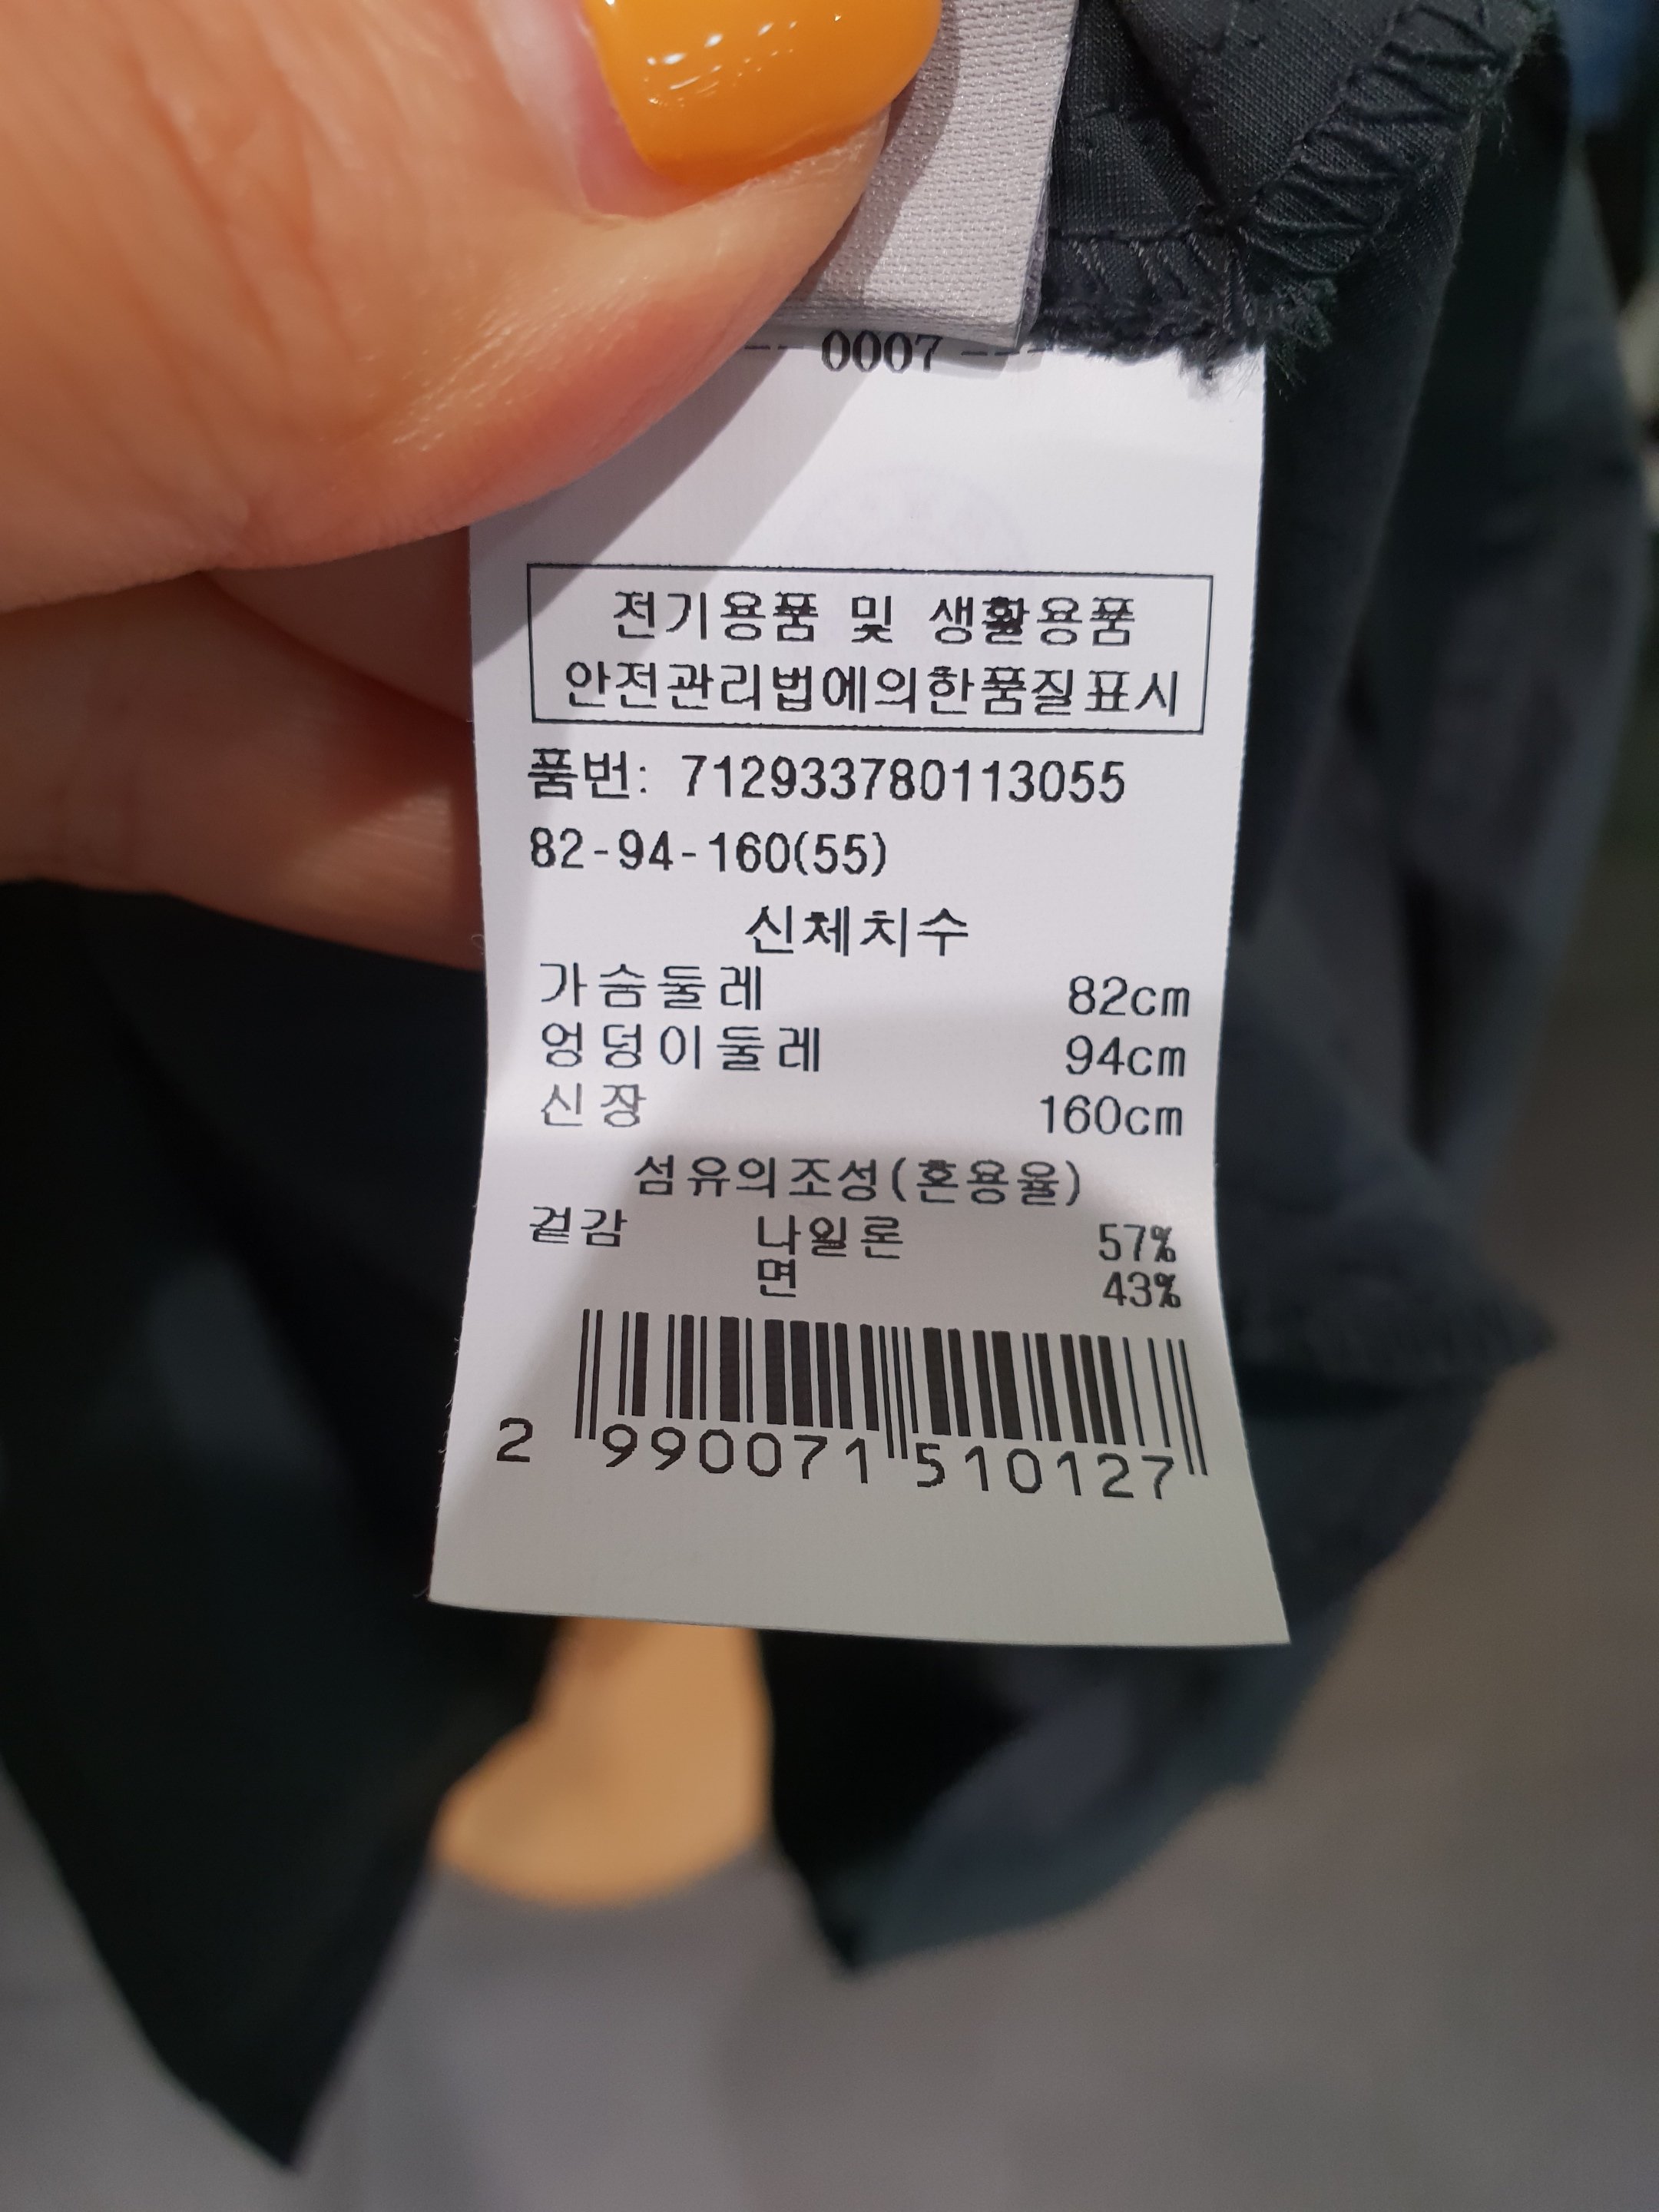 --- 0007 ---
전기용품 및 생활용품
안전관리법에의한품질표시
품번: 712933780113055
82-94-160(55)
신체치수
가슴둘레 82cm
엉덩이둘레 94cm
신장 160cm
섬유의조성(혼용율)
겉감 나일론 57%
면 43%
2 990071 510127